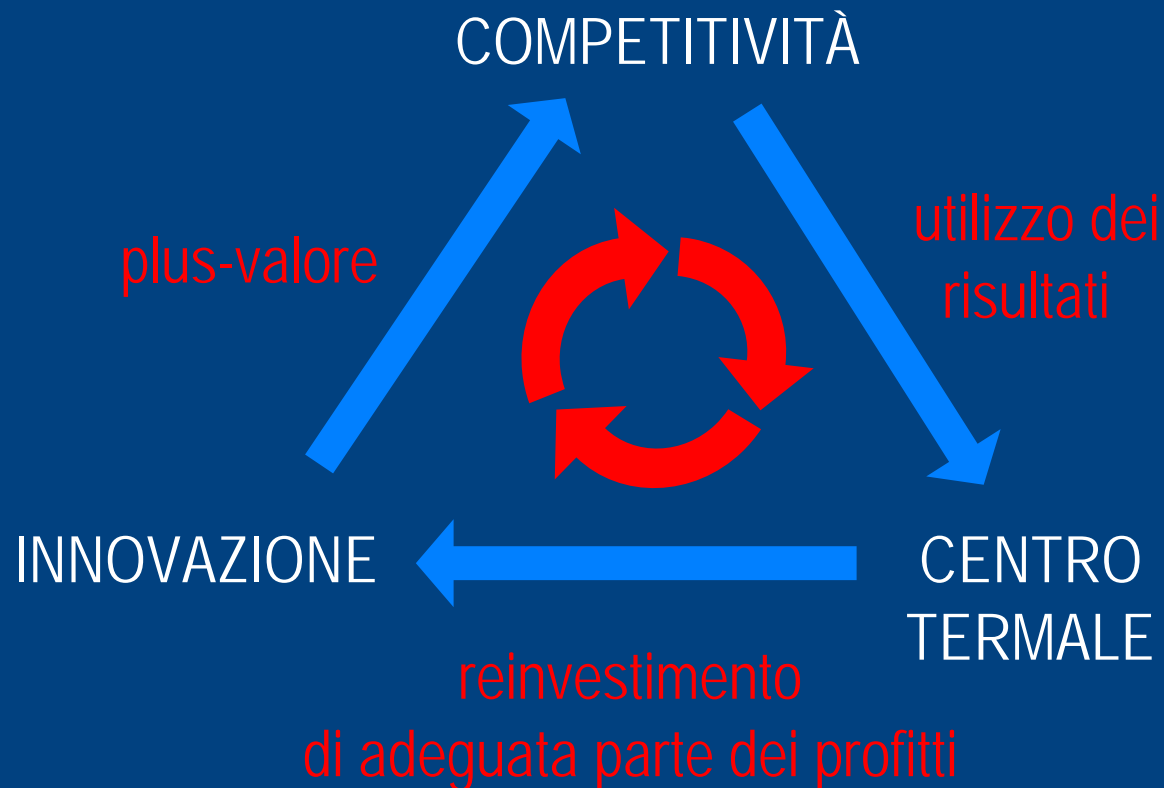 COMPETITIVITÀ
plus-valore
utilizzo dei
risultati
INNOVAZIONE
CENTRO
TERMALE
reinvestimento
di adeguata parte dei profitti